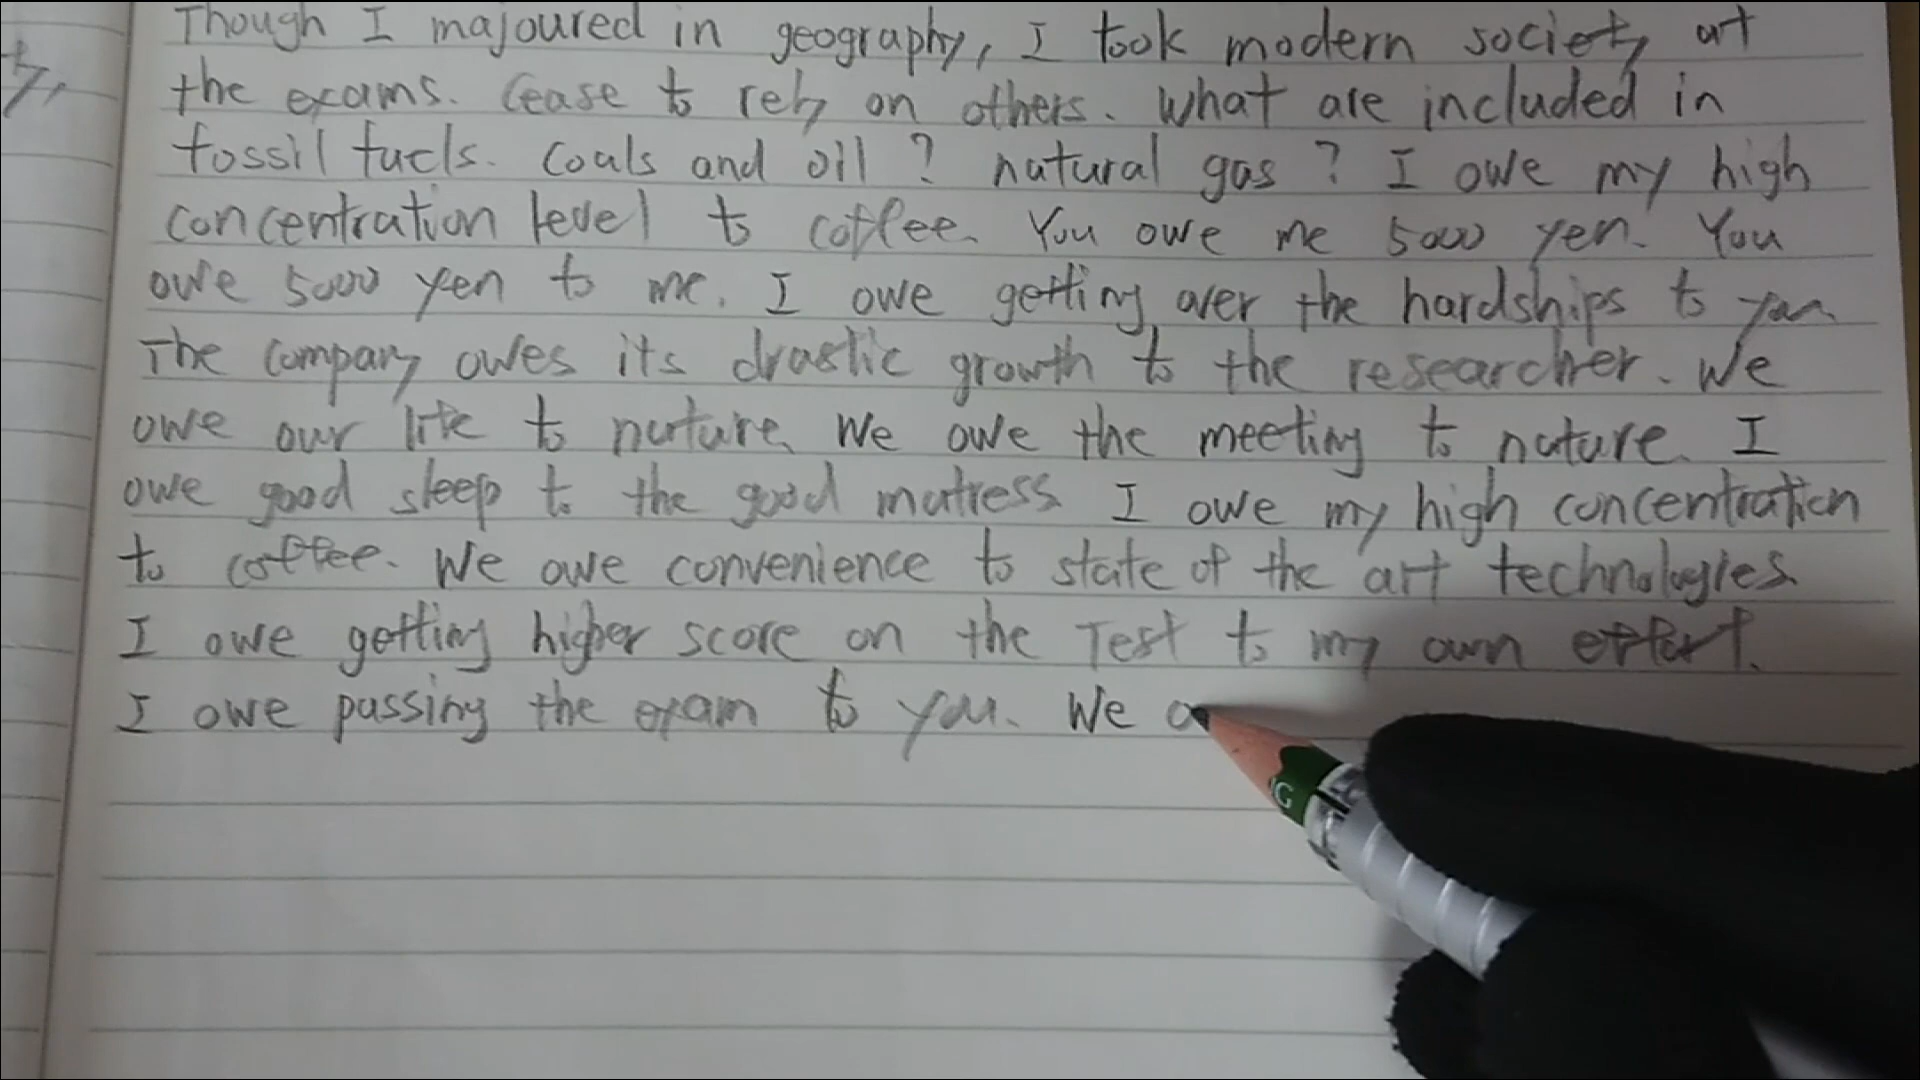 Though I majoured in geography, I took modern society at
the exams. Cease to rely on others. What are included in
fossil fuels. Coals and oil ? natural gas ? I owe my high
concentration level to coffee. You owe me 5000 yen. You
owe 5000 yen to me. I owe getting over the hardships to you.
The company owes its drastic growth to the researcher. We
owe our life to nature. We owe the meeting to nature. I
owe good sleep to the good matress. I owe my high concentration
to coffee. We owe convenience to state of the art technologies.
I owe getting higher score on the Test to my own effort.
I owe passing the exam to you. We